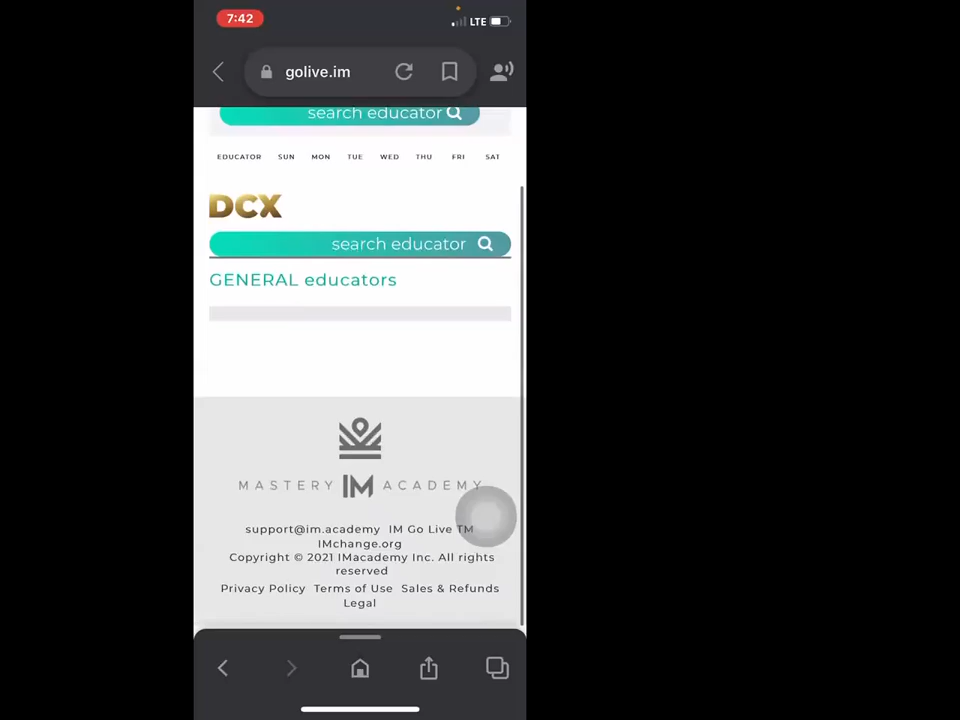 7:42
LTE
golive.im
search educator
EDUCATOR SUN MON TUE WED THU FRI SAT
DCX
search educator
GENERAL educators
MASTERY IM ACADEMY
support@im.academy IM Go Live TM
IMchange.org
Copyright © 2021 IMacademy Inc. All rights
reserved
Privacy Policy Terms of Use Sales & Refunds
Legal